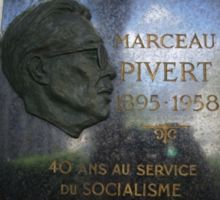 MARCEAU
PIVERT
1895-1958
40 ANS AU SERVICE
DU SOCIALISME